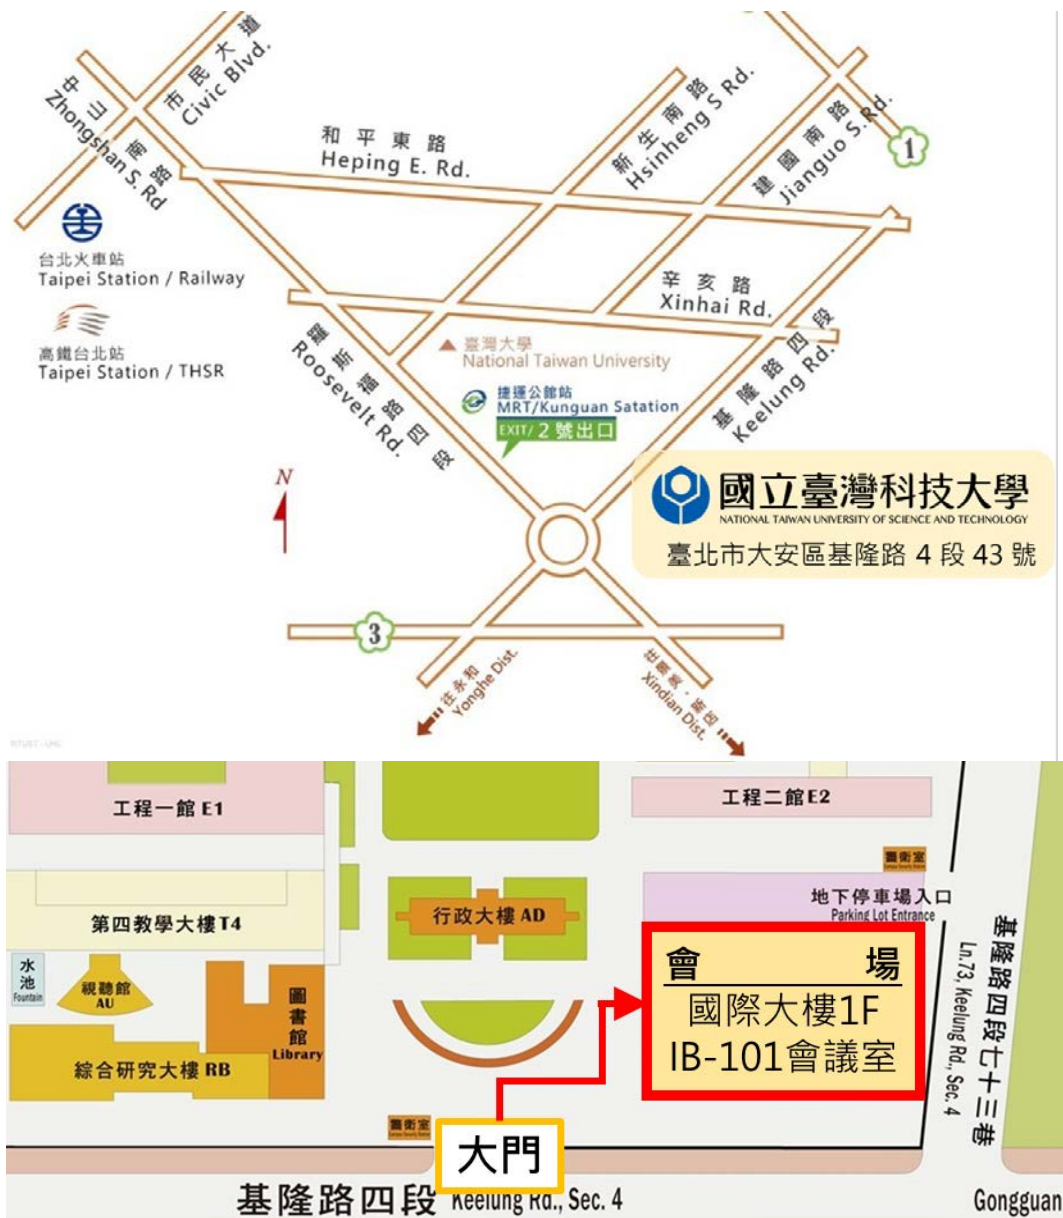 市民大道
Civic Blvd.
中山南路
Zhongshan S. Rd
和平東路
Heping E. Rd.
新生南路
Hsinheng S Rd.
建國南路
Jianguo S. Rd.
1
台北火車站
Taipei Station / Railway
高鐵台北站
Taipei Station / THSR
辛亥路
Xinhai Rd.
羅斯福路四段
Roosevelt Rd.
臺灣大學
National Taiwan University
捷運公館站
MRT/Kunguan Satation
EXIT/ 2 號出口
基隆路四段
Keelung Rd.
N
國立臺灣科技大學
NATIONAL TAIWAN UNIVERSITY OF SCIENCE AND TECHNOLOGY
臺北市大安區基隆路 4 段 43 號
3
往永和
Yonghe Dist.
往景美・新店
Xindian Dist.
工程一館 E1
工程二館 E2
警衛室
地下停車場入口
Parking Lot Entrance
第四教學大樓 T4
行政大樓 AD
水池
Fountain
視聽館
AU
圖書館
Library
綜合研究大樓 RB
會 場
國際大樓1F
IB-101會議室
基隆路四段七十三巷
Ln.73, Keelung Rd., Sec. 4
警衛室
大門
基隆路四段 Keelung Rd., Sec. 4
Gongguan